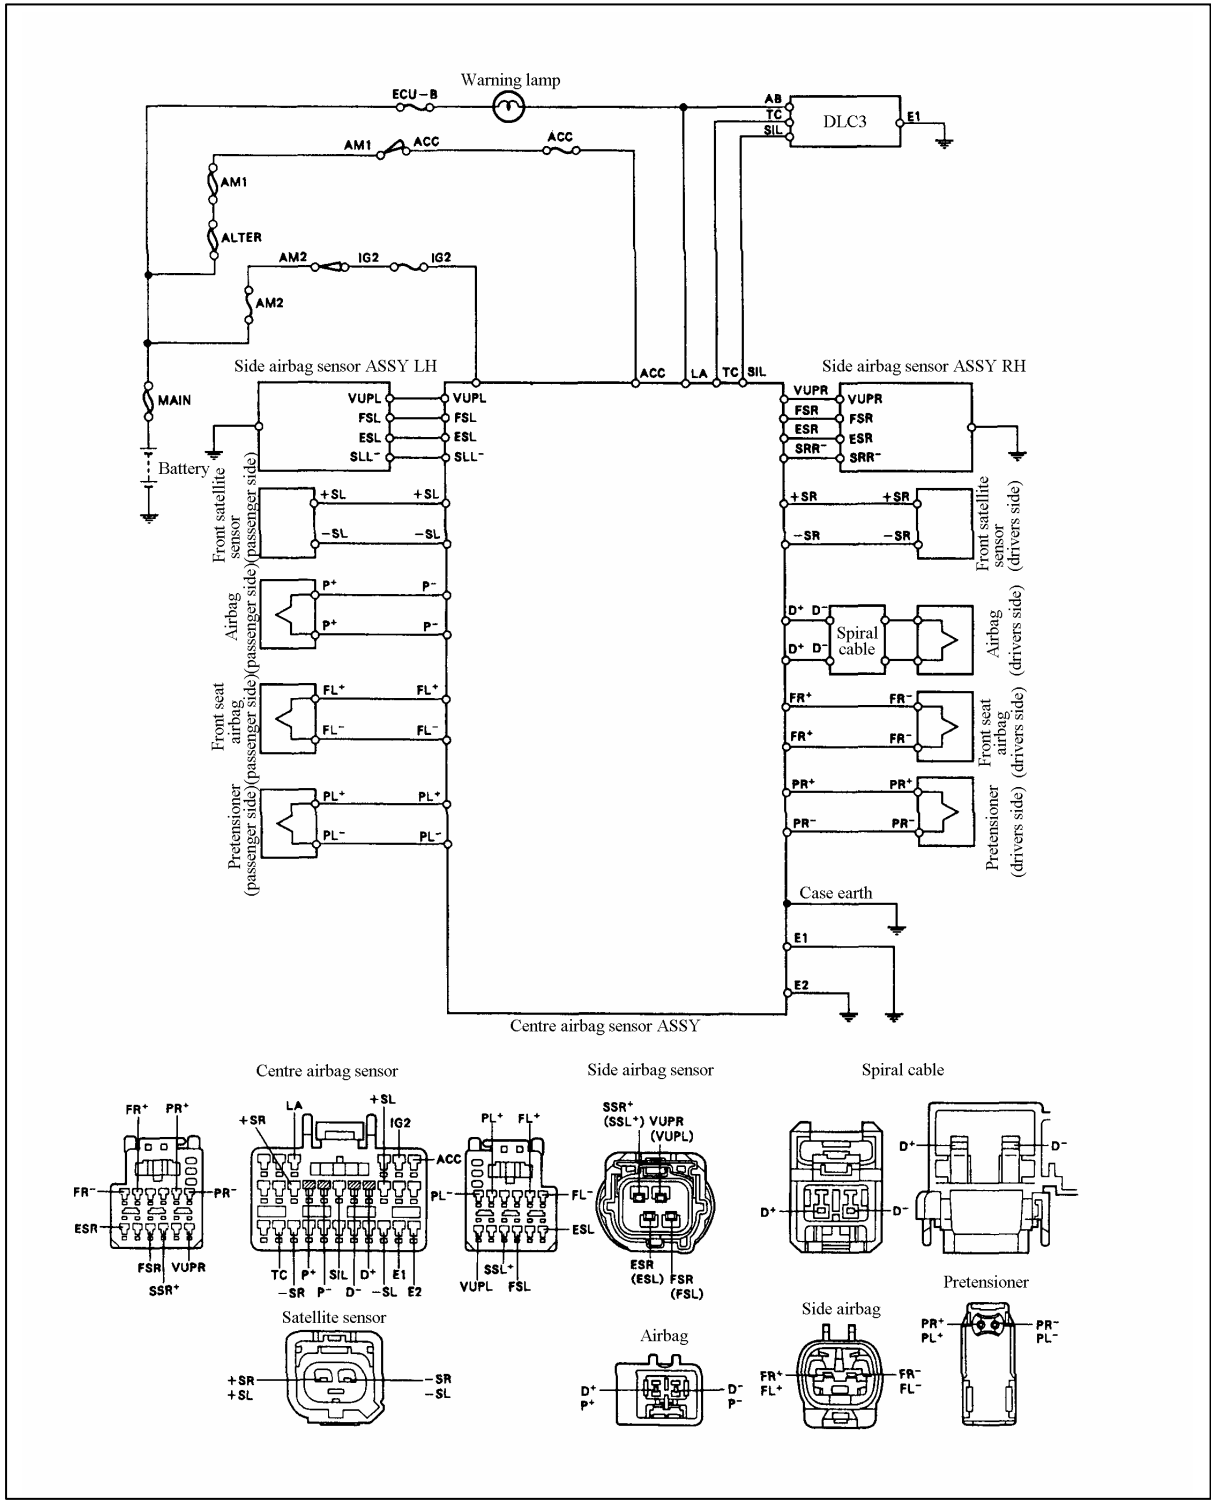 Warning lamp
ECU-B
AB
TC
SIL
DLC3
E1
AM1
ACC
ACC
AM1
ALTER
AM2
IG2
IG2
AM2
MAIN
Battery
Side airbag sensor ASSY LH
ACC
LA
TC
SIL
Side airbag sensor ASSY RH
VUPL
VUPL
VUPR
VUPR
FSL
FSL
FSR
FSR
ESL
ESL
ESR
ESR
SLL-
SLL-
SRR-
SRR-
Front satellite
sensor
(passenger side)
+SL
+SL
-SL
-SL
+SR
+SR
-SR
-SR
Front satellite
sensor
(drivers side)
Airbag
(passenger side)
P+
P-
P+
P-
D+ D-
D+ D-
Spiral
cable
Airbag
(drivers side)
Front seat
airbag
(passenger side)
FL+
FL+
FL-
FL-
FR+
FR-
FR+
FR-
Front seat
airbag
(drivers side)
Pretensioner
(passenger side)
PL+
PL+
PL-
PL-
PR+
PR+
PR-
PR-
Pretensioner
(drivers side)
Case earth
E1
E2
Centre airbag sensor ASSY
Centre airbag sensor
Side airbag sensor
Spiral cable
FR+
PR+
FR-
PR-
ESR
FSR
VUPR
SSR+
LA
+SR
+SL
IG2
ACC
TC
P+
SIL
D+
E1
-SR
P-
D-
-SL
E2
PL+
FL+
PL-
FL-
ESL
SSL+
VUPL
FSL
SSR+
(SSL+)
VUPR
(VUPL)
ESR
(ESL)
FSR
(FSL)
D+
D-
D+
D-
Satellite sensor
+SR
+SL
-SR
-SL
Airbag
D+
P+
D-
P-
Side airbag
FR+
FL+
FR-
FL-
Pretensioner
PR+
PL+
PR-
PL-